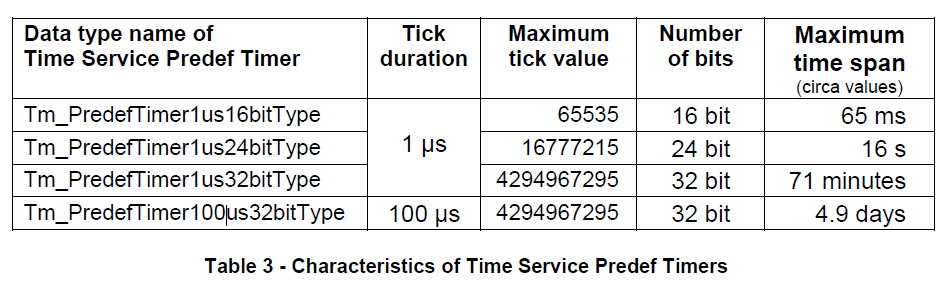 Data type name of Time Service Predef Timer Tick duration Maximum tick value Number of bits Maximum time span (circa values)
Tm_PredefTimer1us16bitType 1 µs 65535 16 bit 65 ms
Tm_PredefTimer1us24bitType 16777215 24 bit 16 s
Tm_PredefTimer1us32bitType 4294967295 32 bit 71 minutes
Tm_PredefTimer100us32bitType 100 µs 4294967295 32 bit 4.9 days
Table 3 - Characteristics of Time Service Predef Timers